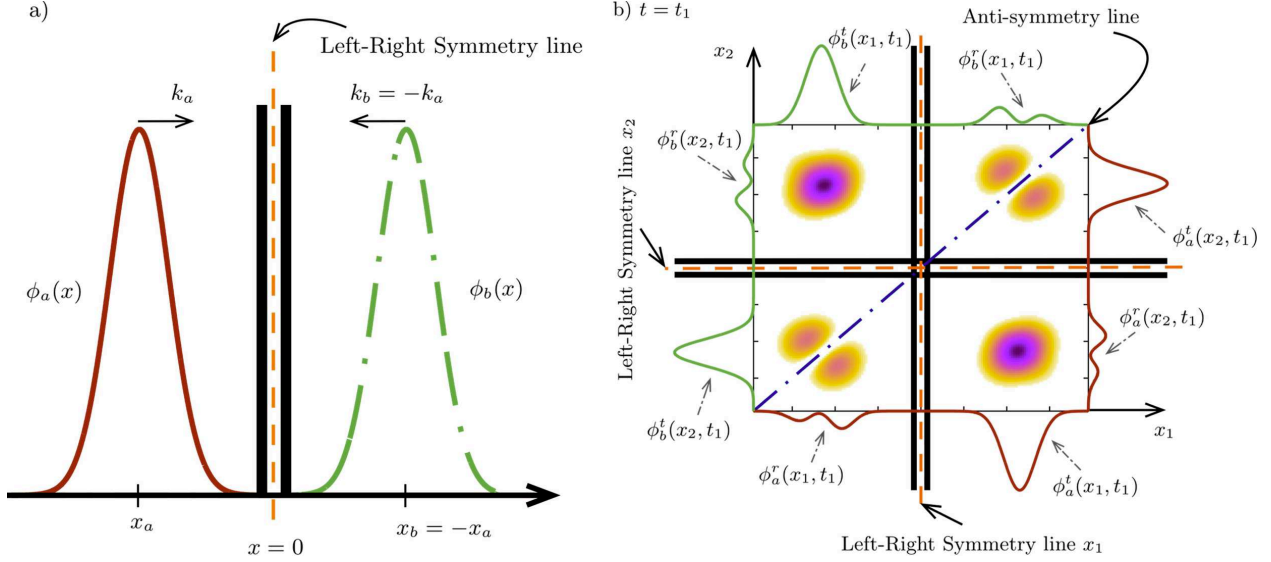 a)
Left-Right Symmetry line
k_a
k_b = −k_a
ϕ_a(x)
ϕ_b(x)
x_a
x_b = −x_a
x = 0
b) t = t_1
Anti-symmetry line
x_2
ϕ_b^t(x_1, t_1)
ϕ_b^r(x_1, t_1)
ϕ_b^r(x_2, t_1)
ϕ_a^t(x_2, t_1)
Left-Right Symmetry line x_2
ϕ_a^r(x_2, t_1)
ϕ_b^t(x_2, t_1)
x_1
ϕ_a^r(x_1, t_1)
ϕ_a^t(x_1, t_1)
Left-Right Symmetry line x_1